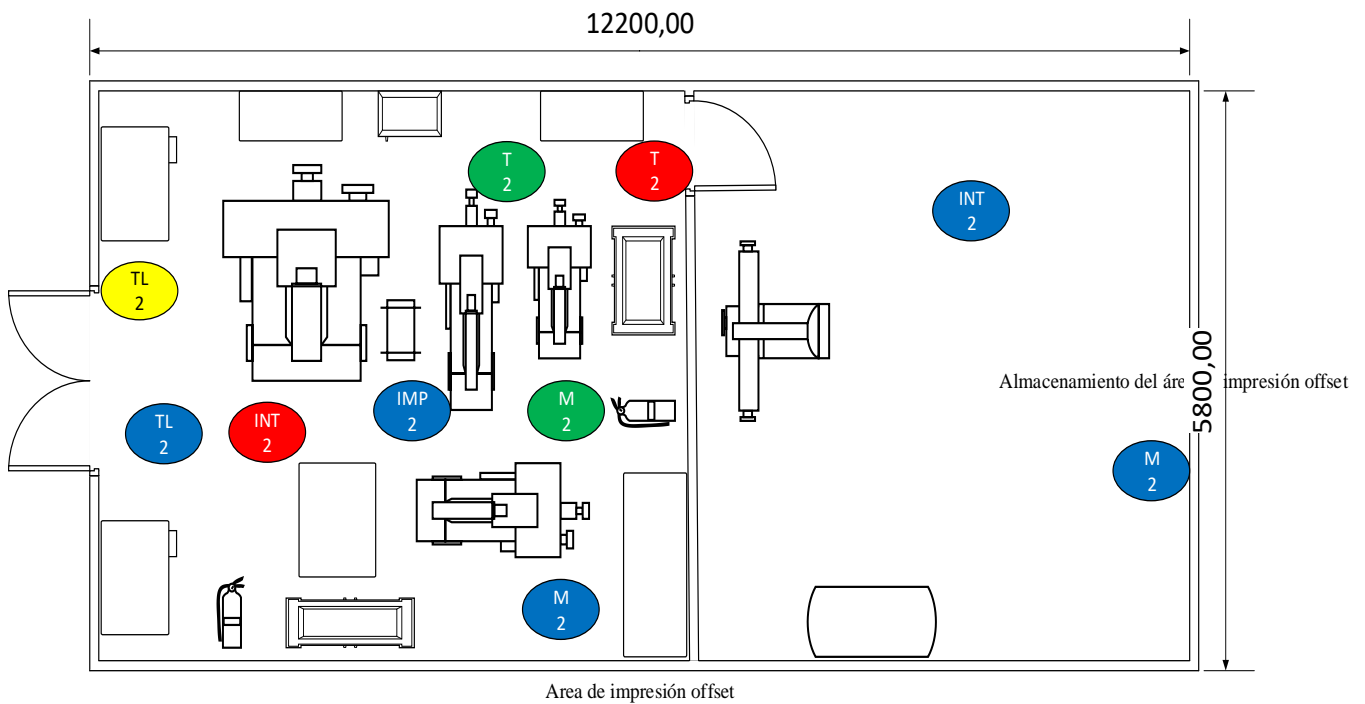 12200,00
T
2
T
2
INT
2
TL
2
5800,00
Almacenamiento del áre impresión offset
IMP
2
M
2
TL
2
INT
2
M
2
M
2
Area de impresión offset